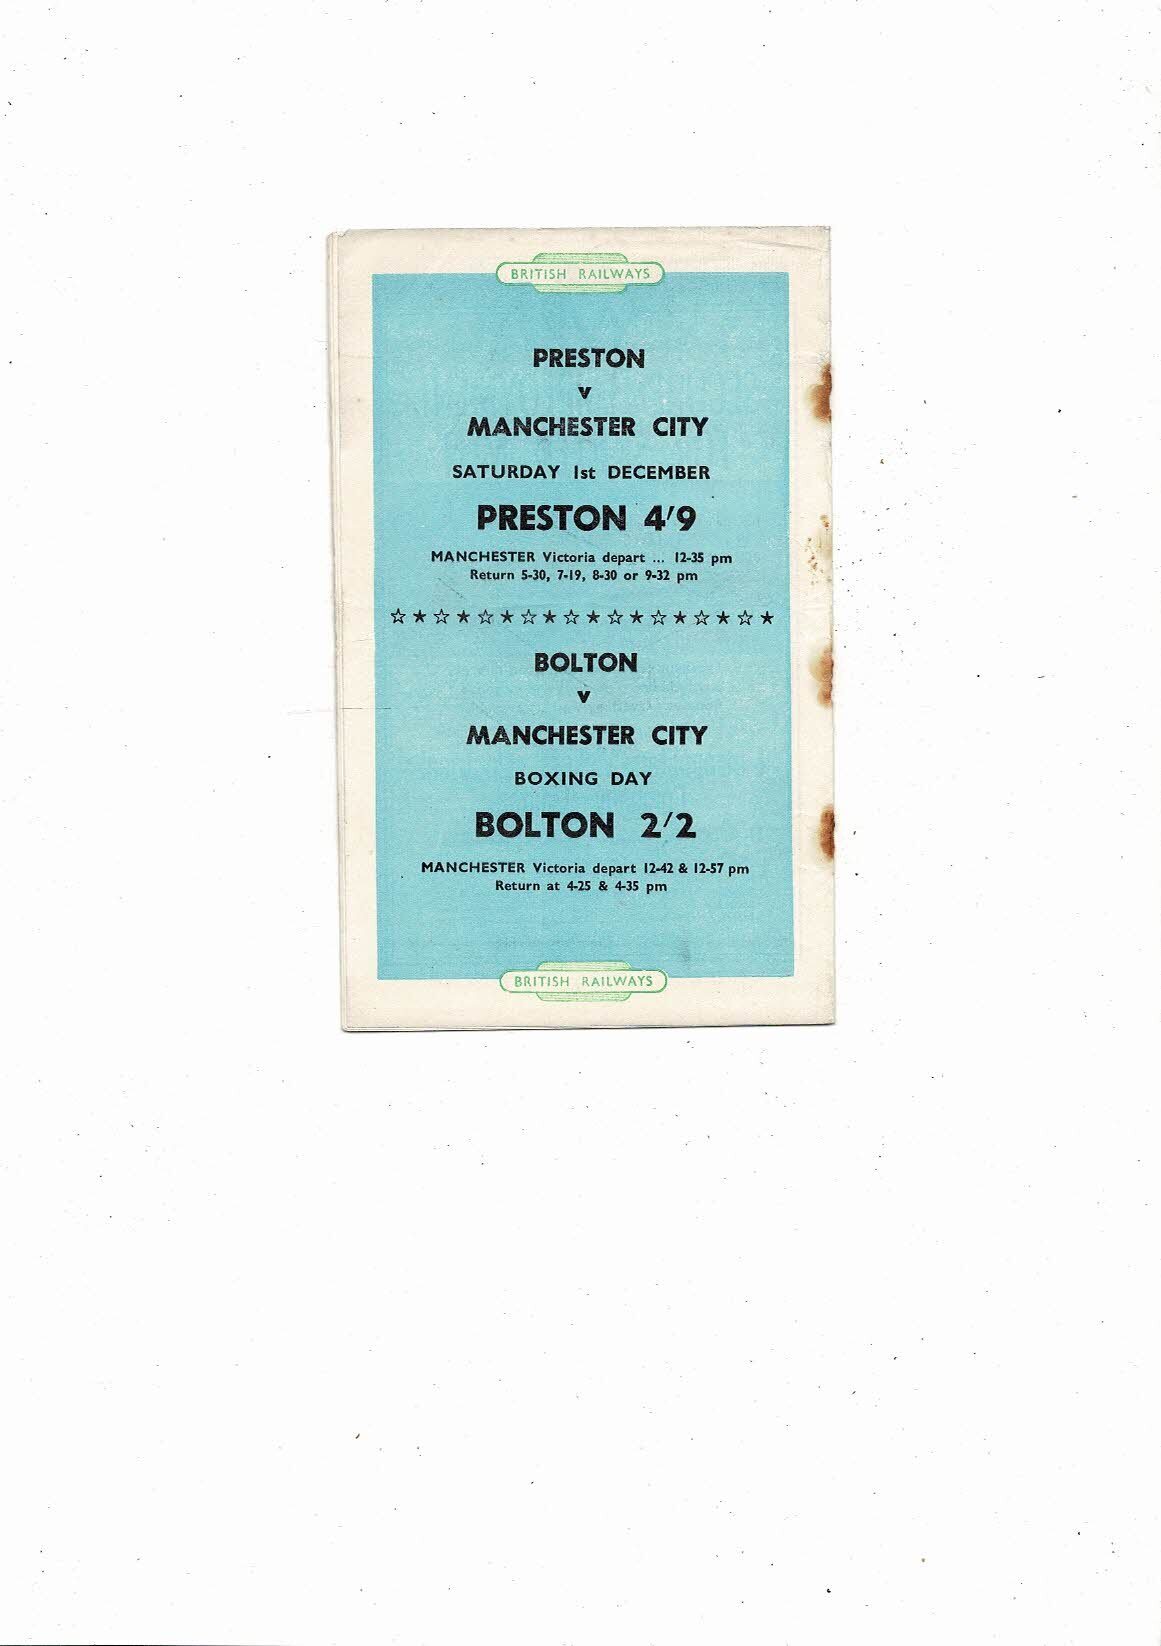 BRITISH RAILWAYS
PRESTON
v
MANCHESTER CITY
SATURDAY 1st DECEMBER
PRESTON 4'9
MANCHESTER Victoria depart ... 12-35 pm
Return 5-30, 7-19, 8-30 or 9-32 pm
BOLTON
v
MANCHESTER CITY
BOXING DAY
BOLTON 2'2
MANCHESTER Victoria depart 12-42 & 12-57 pm
Return at 4-25 & 4-35 pm
BRITISH RAILWAYS